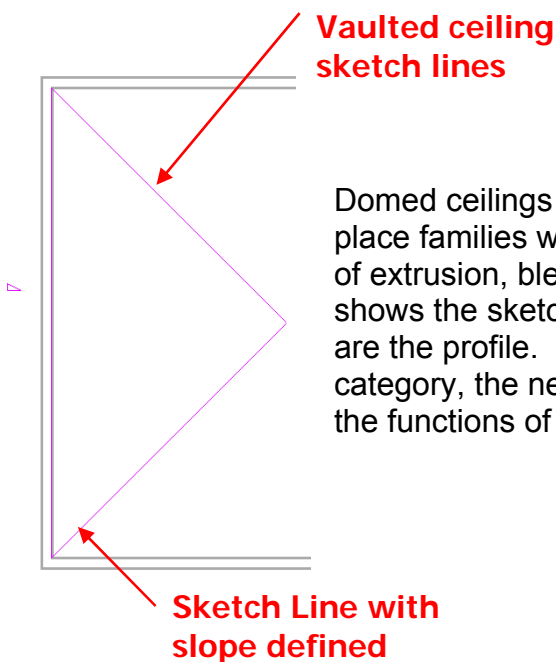 Vaulted ceiling
sketch lines
Domed ceilings
place families w
of extrusion, ble
shows the sketc
are the profile.
category, the ne
the functions of
Sketch Line with
slope defined